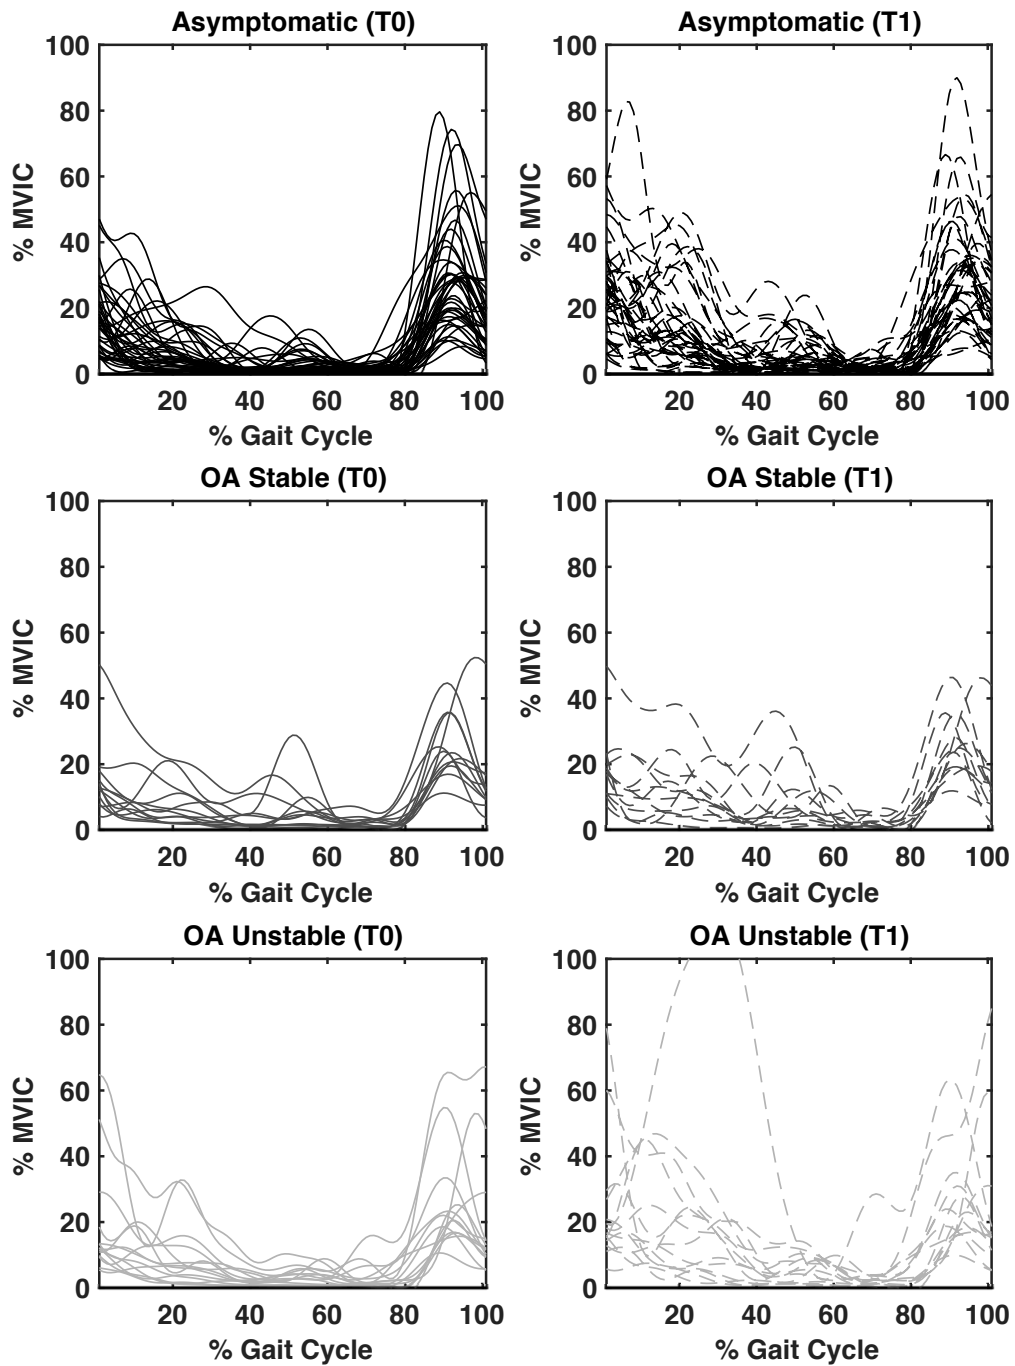 Asymptomatic (T0)
100
80
60
40
20
0
% MVIC
20 40 60 80 100
% Gait Cycle
Asymptomatic (T1)
100
80
60
40
20
0
% MVIC
20 40 60 80 100
% Gait Cycle
OA Stable (T0)
100
80
60
40
20
0
% MVIC
20 40 60 80 100
% Gait Cycle
OA Stable (T1)
100
80
60
40
20
0
% MVIC
20 40 60 80 100
% Gait Cycle
OA Unstable (T0)
100
80
60
40
20
0
% MVIC
20 40 60 80 100
% Gait Cycle
OA Unstable (T1)
100
80
60
40
20
0
% MVIC
20 40 60 80 100
% Gait Cycle